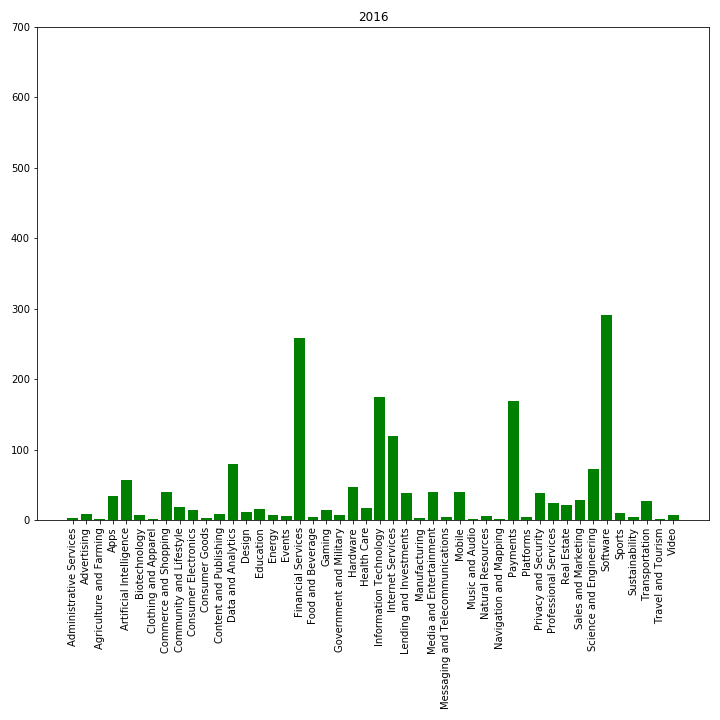 2016
700
600
500
400
300
200
100
0
Administrative Services
Advertising
Agriculture and Farming
Apps
Artificial Intelligence
Biotechnology
Clothing and Apparel
Commerce and Shopping
Community and Lifestyle
Consumer Electronics
Consumer Goods
Content and Publishing
Data and Analytics
Design
Education
Energy
Events
Financial Services
Food and Beverage
Gaming
Government and Military
Hardware
Health Care
Information Technology
Internet Services
Lending and Investments
Manufacturing
Media and Entertainment
Messaging and Telecommunications
Mobile
Music and Audio
Natural Resources
Navigation and Mapping
Payments
Platforms
Privacy and Security
Professional Services
Real Estate
Sales and Marketing
Science and Engineering
Software
Sports
Sustainability
Transportation
Travel and Tourism
Video